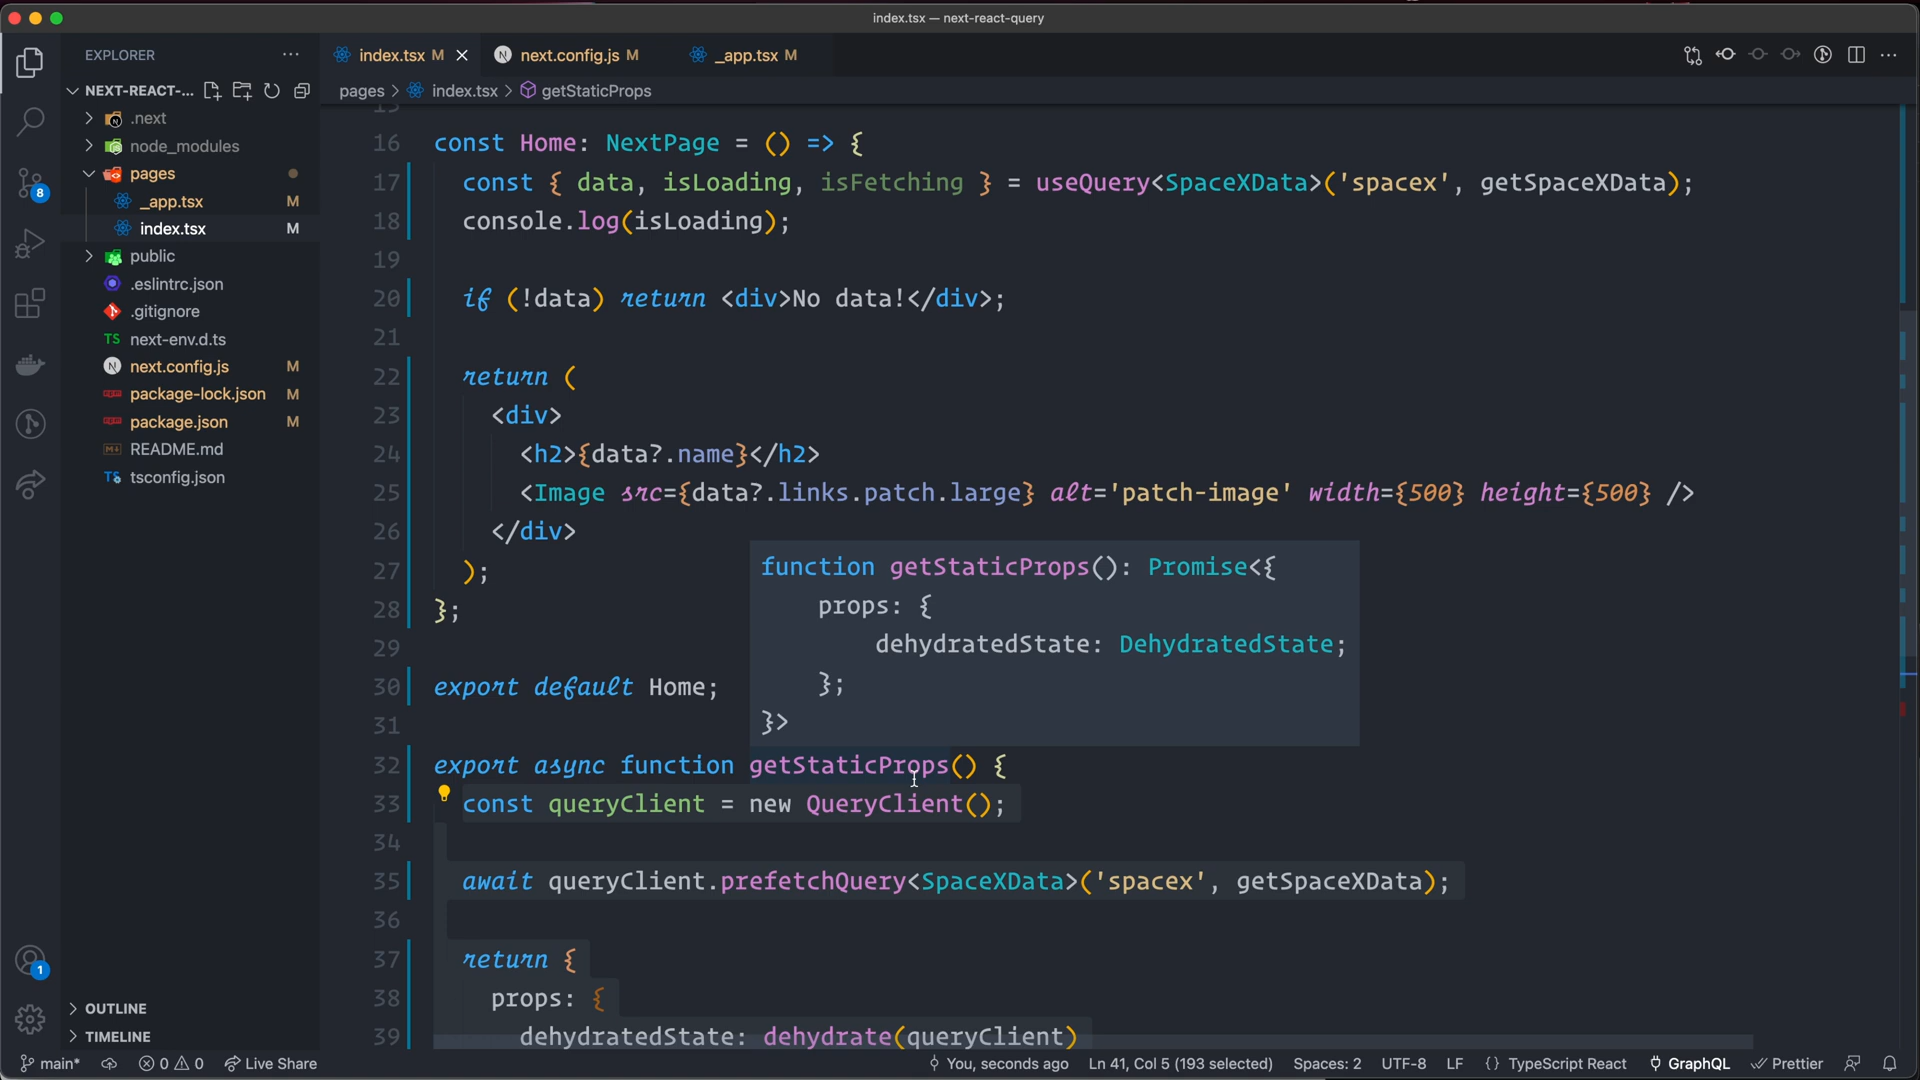 index.tsx — next-react-query
EXPLORER
index.tsx M
next.config.js M
_app.tsx M
NEXT-REACT-...
pages > index.tsx > getStaticProps
.next
node_modules
pages
_app.tsx M
index.tsx M
public
.eslintrc.json
.gitignore
next-env.d.ts
next.config.js M
package-lock.json M
package.json M
README.md
tsconfig.json
OUTLINE
TIMELINE
8
1
15
16 const Home: NextPage = () => {
17 const { data, isLoading, isFetching } = useQuery<SpaceXData>('spacex', getSpaceXData);
18 console.log(isLoading);
19
20 if (!data) return <div>No data!</div>;
21
22 return (
23 <div>
24 <h2>{data?.name}</h2>
25 <Image src={data?.links.patch.large} alt='patch-image' width={500} height={500} />
26 </div>
27 );
28 };
29
30 export default Home;
31
function getStaticProps(): Promise<{
props: {
dehydratedState: DehydratedState;
};
}>
32 export async function getStaticProps() {
33 const queryClient = new QueryClient();
34
35 await queryClient.prefetchQuery<SpaceXData>('spacex', getSpaceXData);
36
37 return {
38 props: {
39 dehydratedState: dehydrate(queryClient)
main* 0 0 Live Share You, seconds ago Ln 41, Col 5 (193 selected) Spaces: 2 UTF-8 LF {} TypeScript React GraphQL Prettier